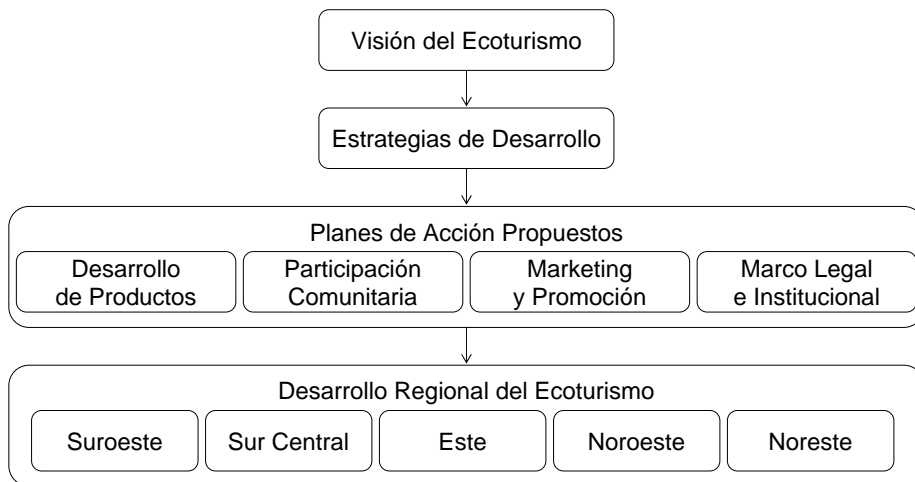 Visión del Ecoturismo
Estrategias de Desarrollo
Planes de Acción Propuestos
Desarrollo
de Productos
Participación
Comunitaria
Marketing
y Promoción
Marco Legal
e Institucional
Desarrollo Regional del Ecoturismo
Suroeste
Sur Central
Este
Noroeste
Noreste